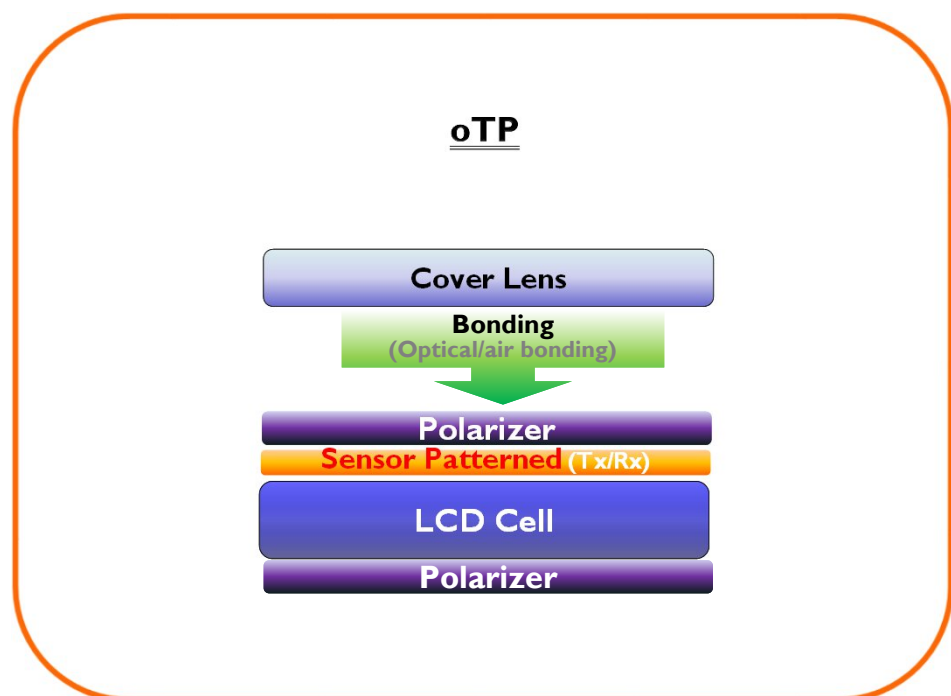 oTP
Cover Lens
Bonding
(Optical/air bonding)
Polarizer
Sensor Patterned (Tx/Rx)
LCD Cell
Polarizer